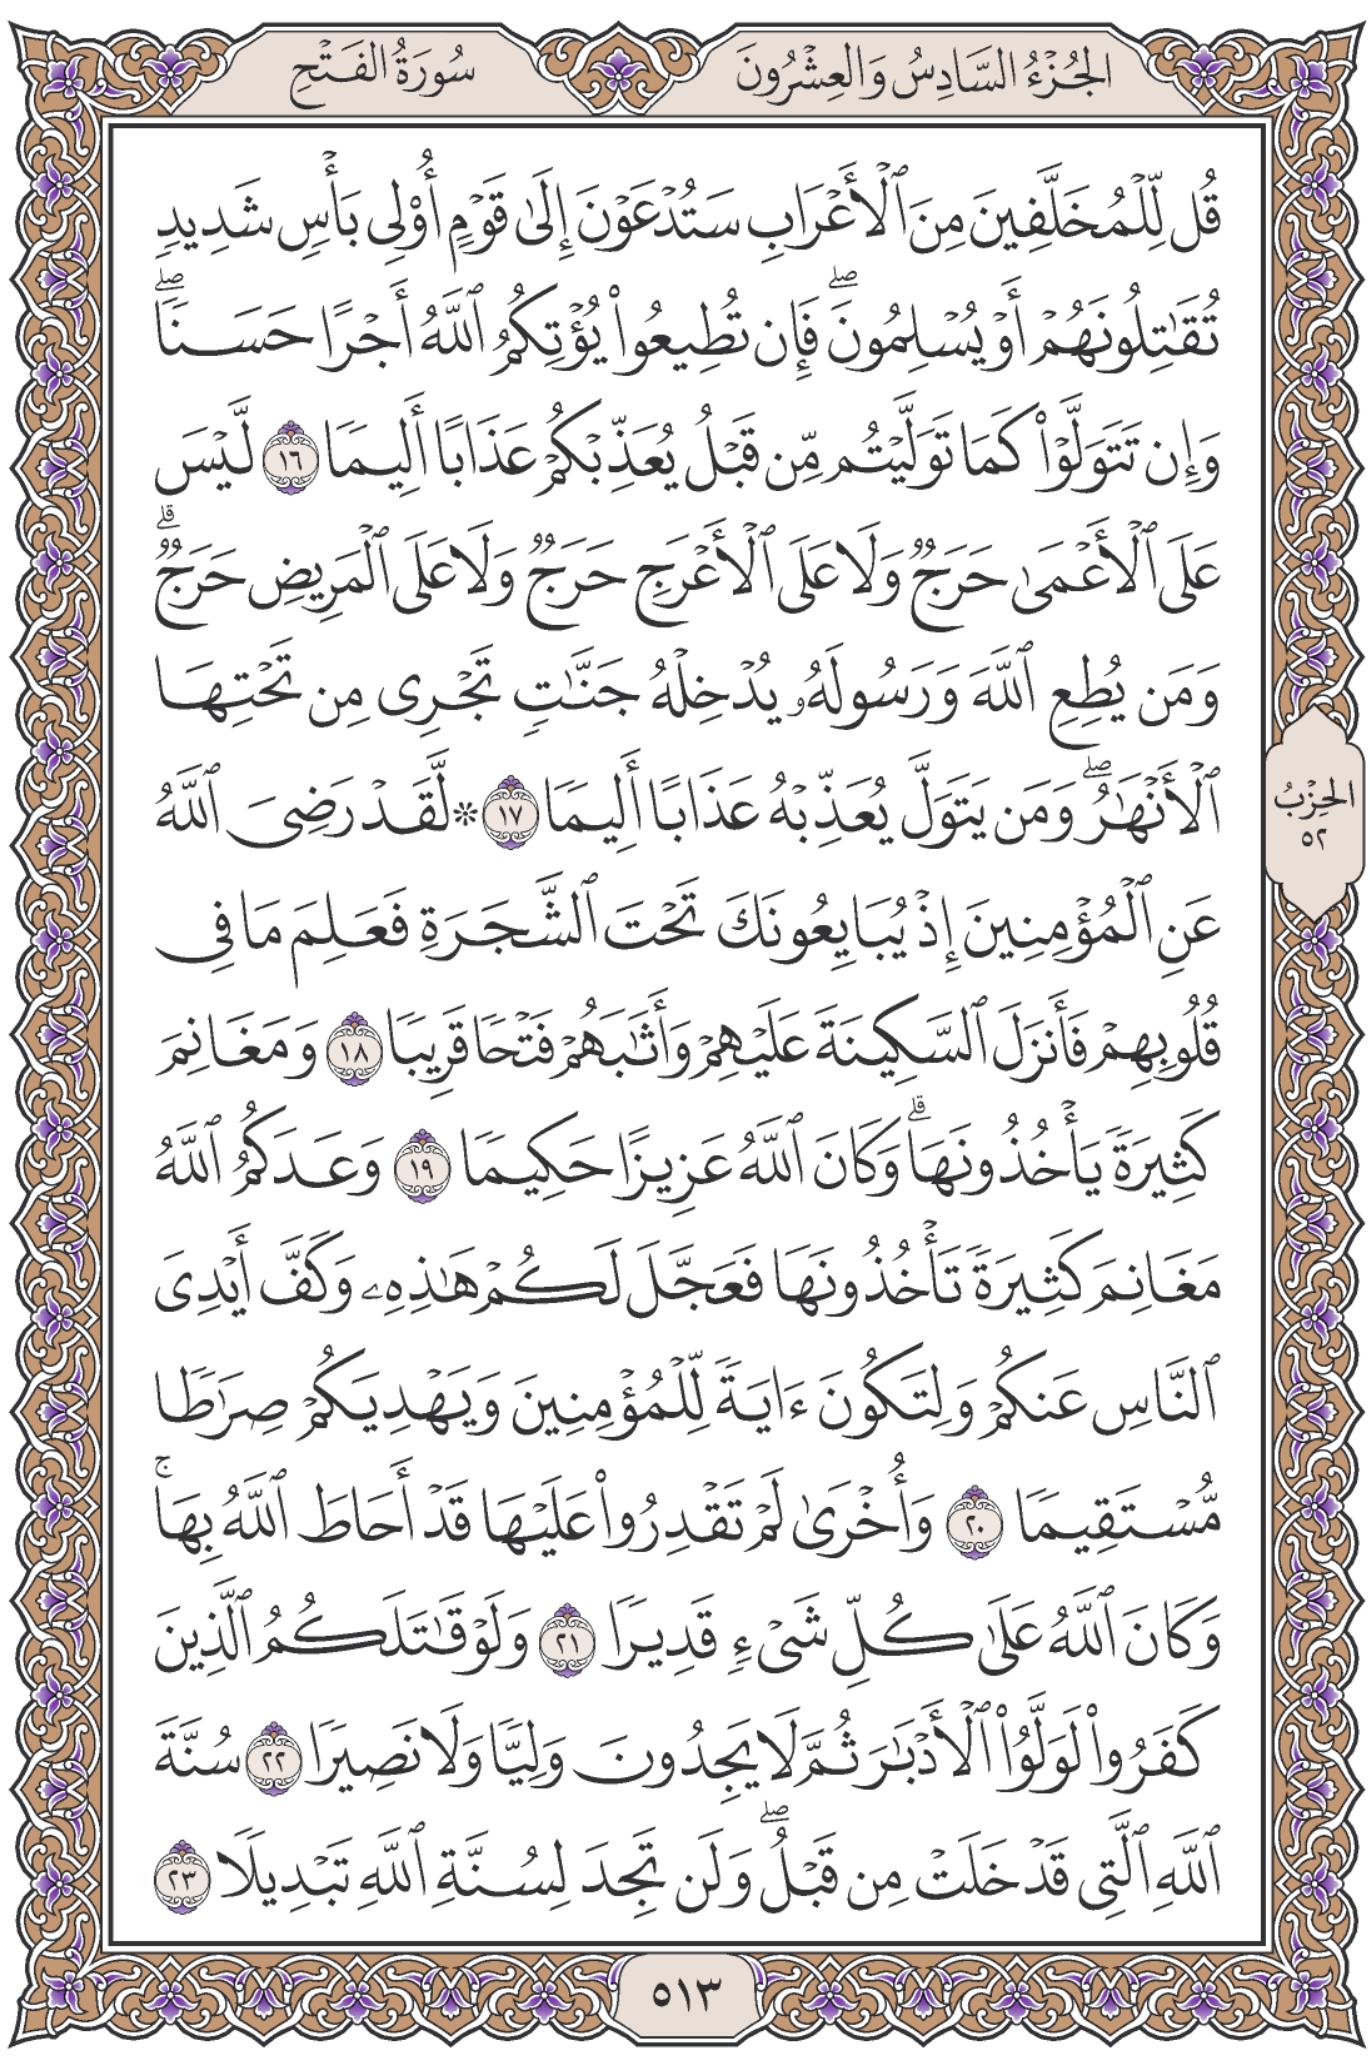 الجُزْءُ السَّادِسُ وَالعِشْرُونَ
سُورَةُ الفَتْحِ
قُل لِّلْمُخَلَّفِينَ مِنَ ٱلْأَعْرَابِ سَتُدْعَوْنَ إِلَىٰ قَوْمٍ أُوْلِى بَأْسٍ شَدِيدٍ
تُقَٰتِلُونَهُمْ أَوْ يُسْلِمُونَۖ فَإِن تُطِيعُوا۟ يُؤْتِكُمُ ٱللَّهُ أَجْرًا حَسَنًاۖ
وَإِن تَتَوَلَّوْا۟ كَمَا تَوَلَّيْتُم مِّن قَبْلُ يُعَذِّبْكُمْ عَذَابًا أَلِيمًا ١٦ لَّيْسَ
عَلَى ٱلْأَعْمَىٰ حَرَجٌ وَلَا عَلَى ٱلْأَعْرَجِ حَرَجٌ وَلَا عَلَى ٱلْمَرِيضِ حَرَجٌۗ
وَمَن يُطِعِ ٱللَّهَ وَرَسُولَهُۥ يُدْخِلْهُ جَنَّٰتٍ تَجْرِى مِن تَحْتِهَا
ٱلْأَنْهَٰرُۖ وَمَن يَتَوَلَّ يُعَذِّبْهُ عَذَابًا أَلِيمًا ١٧ * لَّقَدْ رَضِىَ ٱللَّهُ
الحِزْبُ
٥٢
عَنِ ٱلْمُؤْمِنِينَ إِذْ يُبَايِعُونَكَ تَحْتَ ٱلشَّجَرَةِ فَعَلِمَ مَا فِى
قُلُوبِهِمْ فَأَنزَلَ ٱلسَّكِينَةَ عَلَيْهِمْ وَأَثَٰبَهُمْ فَتْحًا قَرِيبًا ١٨ وَمَغَانِمَ
كَثِيرَةً يَأْخُذُونَهَاۗ وَكَانَ ٱللَّهُ عَزِيزًا حَكِيمًا ١٩ وَعَدَكُمُ ٱللَّهُ
مَغَانِمَ كَثِيرَةً تَأْخُذُونَهَا فَعَجَّلَ لَكُمْ هَٰذِهِۦ وَكَفَّ أَيْدِىَ
ٱلنَّاسِ عَنكُمْ وَلِتَكُونَ ءَايَةً لِّلْمُؤْمِنِينَ وَيَهْدِيَكُمْ صِرَٰطًا
مُّسْتَقِيمًا ٢٠ وَأُخْرَىٰ لَمْ تَقْدِرُوا۟ عَلَيْهَا قَدْ أَحَاطَ ٱللَّهُ بِهَاۚ
وَكَانَ ٱللَّهُ عَلَىٰ كُلِّ شَىْءٍ قَدِيرًا ٢١ وَلَوْ قَٰتَلَكُمُ ٱلَّذِينَ
كَفَرُوا۟ لَوَلَّوُا۟ ٱلْأَدْبَٰرَ ثُمَّ لَا يَجِدُونَ وَلِيًّا وَلَا نَصِيرًا ٢٢ سُنَّةَ
ٱللَّهِ ٱلَّتِى قَدْ خَلَتْ مِن قَبْلُۖ وَلَن تَجِدَ لِسُنَّةِ ٱللَّهِ تَبْدِيلًا ٢٣
٥١٣